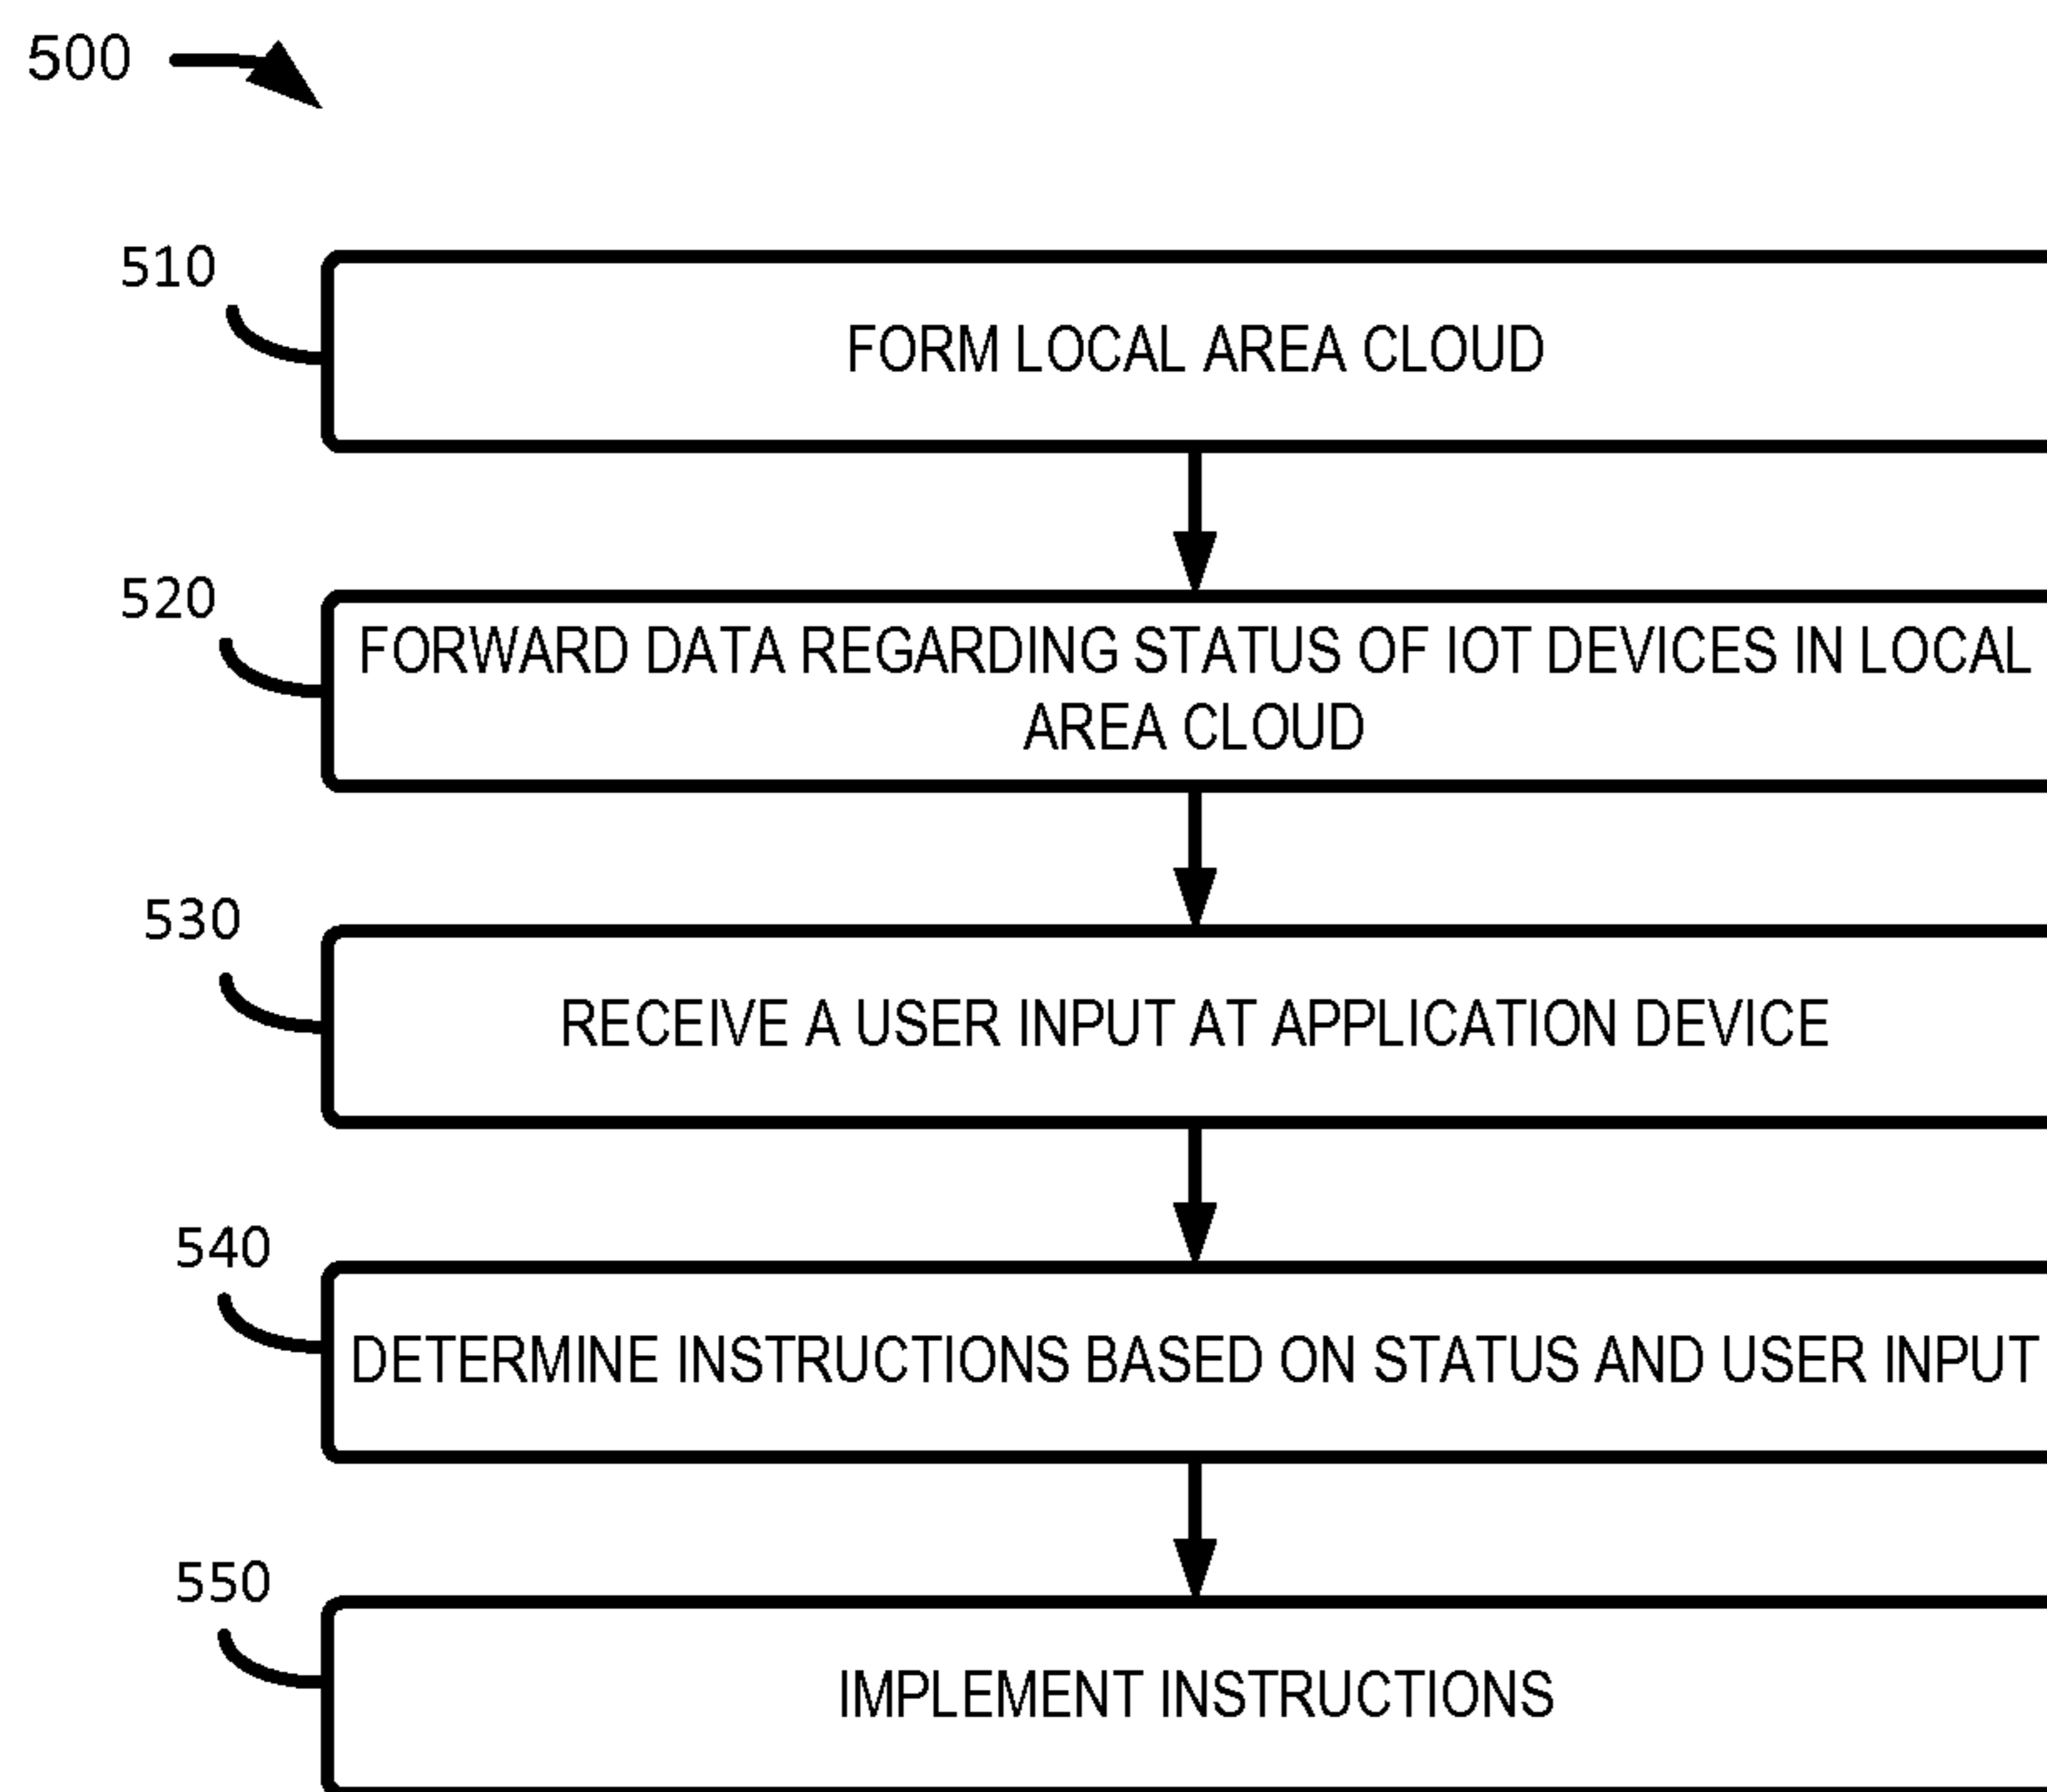 500
510
FORM LOCAL AREA CLOUD
520
FORWARD DATA REGARDING STATUS OF IOT DEVICES IN LOCAL
AREA CLOUD
530
RECEIVE A USER INPUT AT APPLICATION DEVICE
540
DETERMINE INSTRUCTIONS BASED ON STATUS AND USER INPUT
550
IMPLEMENT INSTRUCTIONS